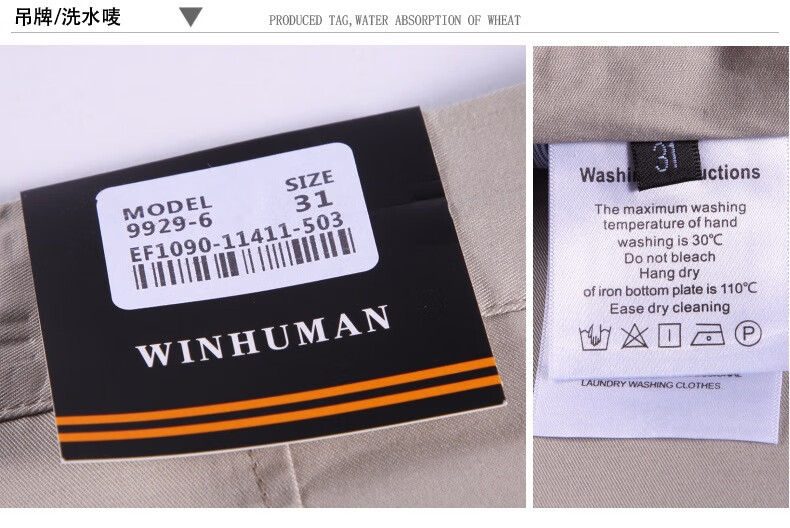 吊牌/洗水唛
PRODUCED TAG,WATER ABSORPTION OF WHEAT
MODEL SIZE
9929-6 31
EF1090-11411-503
WINHUMAN
31
The maximum washing
temperature of hand
washing is 30℃
Do not bleach
Hang dry
of iron bottom plate is 110℃
Ease dry cleaning
P
LAUNDRY WASHING CLOTHES.